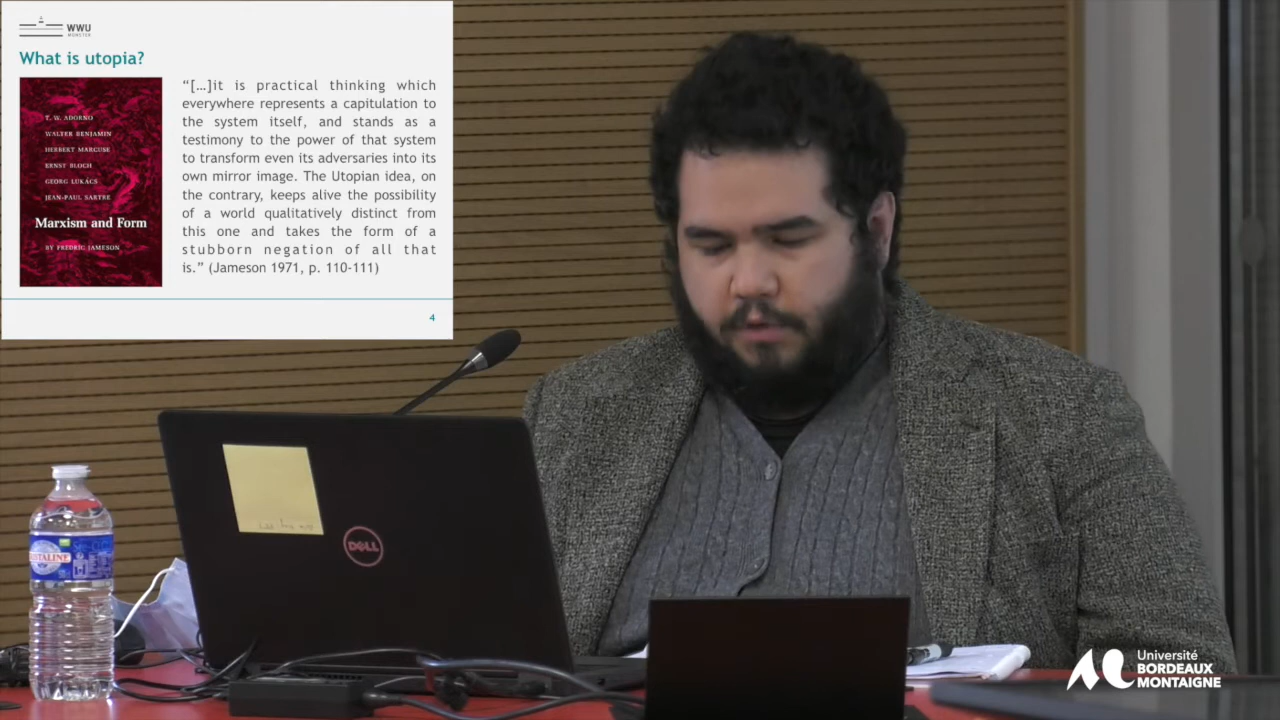 WWU
MÜNSTER
What is utopia?
T. W. ADORNO
WALTER BENJAMIN
HERBERT MARCUSE
ERNST BLOCH
GEORG LUKÁCS
JEAN-PAUL SARTRE
Marxism and Form
BY FREDRIC JAMESON
“[…]it is practical thinking which
everywhere represents a capitulation to
the system itself, and stands as a
testimony to the power of that system
to transform even its adversaries into its
own mirror image. The Utopian idea, on
the contrary, keeps alive the possibility
of a world qualitatively distinct from
this one and takes the form of a
stubborn negation of all that
is.” (Jameson 1971, p. 110-111)
4
DELL
STALINE
Université
BORDEAUX
MONTAIGNE